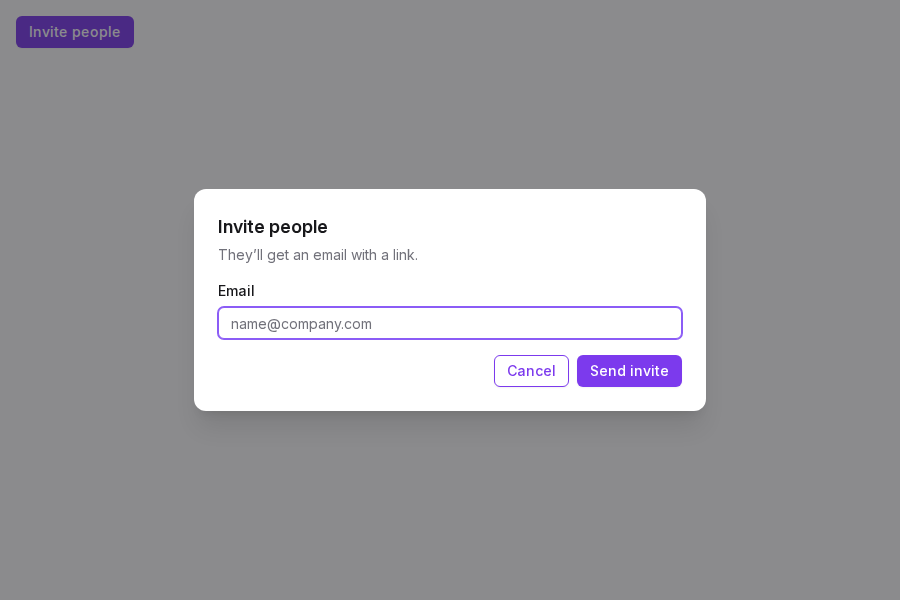 Invite people
Invite people
They’ll get an email with a link.
Email
name@company.com
Cancel
Send invite